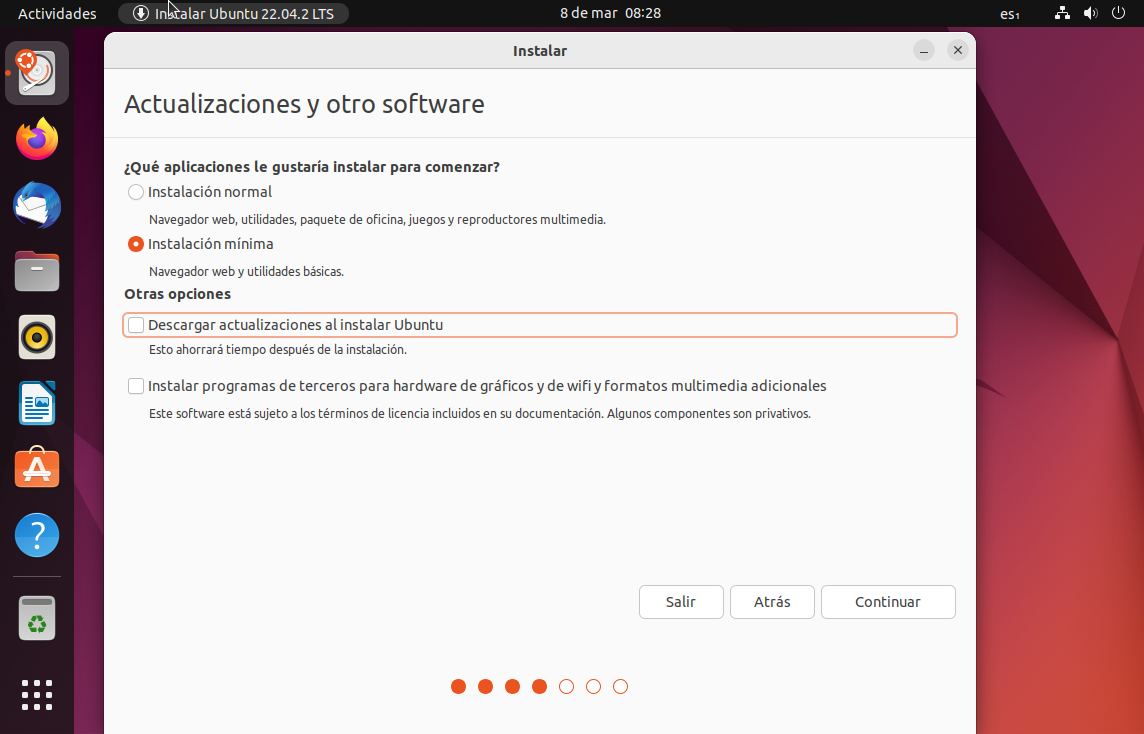 Actividades
Instalar Ubuntu 22.04.2 LTS
8 de mar 08:28
es₁
Instalar
Actualizaciones y otro software
¿Qué aplicaciones le gustaría instalar para comenzar?
Instalación normal
Navegador web, utilidades, paquete de oficina, juegos y reproductores multimedia.
Instalación mínima
Navegador web y utilidades básicas.
Otras opciones
Descargar actualizaciones al instalar Ubuntu
Esto ahorrará tiempo después de la instalación.
Instalar programas de terceros para hardware de gráficos y de wifi y formatos multimedia adicionales
Este software está sujeto a los términos de licencia incluidos en su documentación. Algunos componentes son privativos.
Salir
Atrás
Continuar